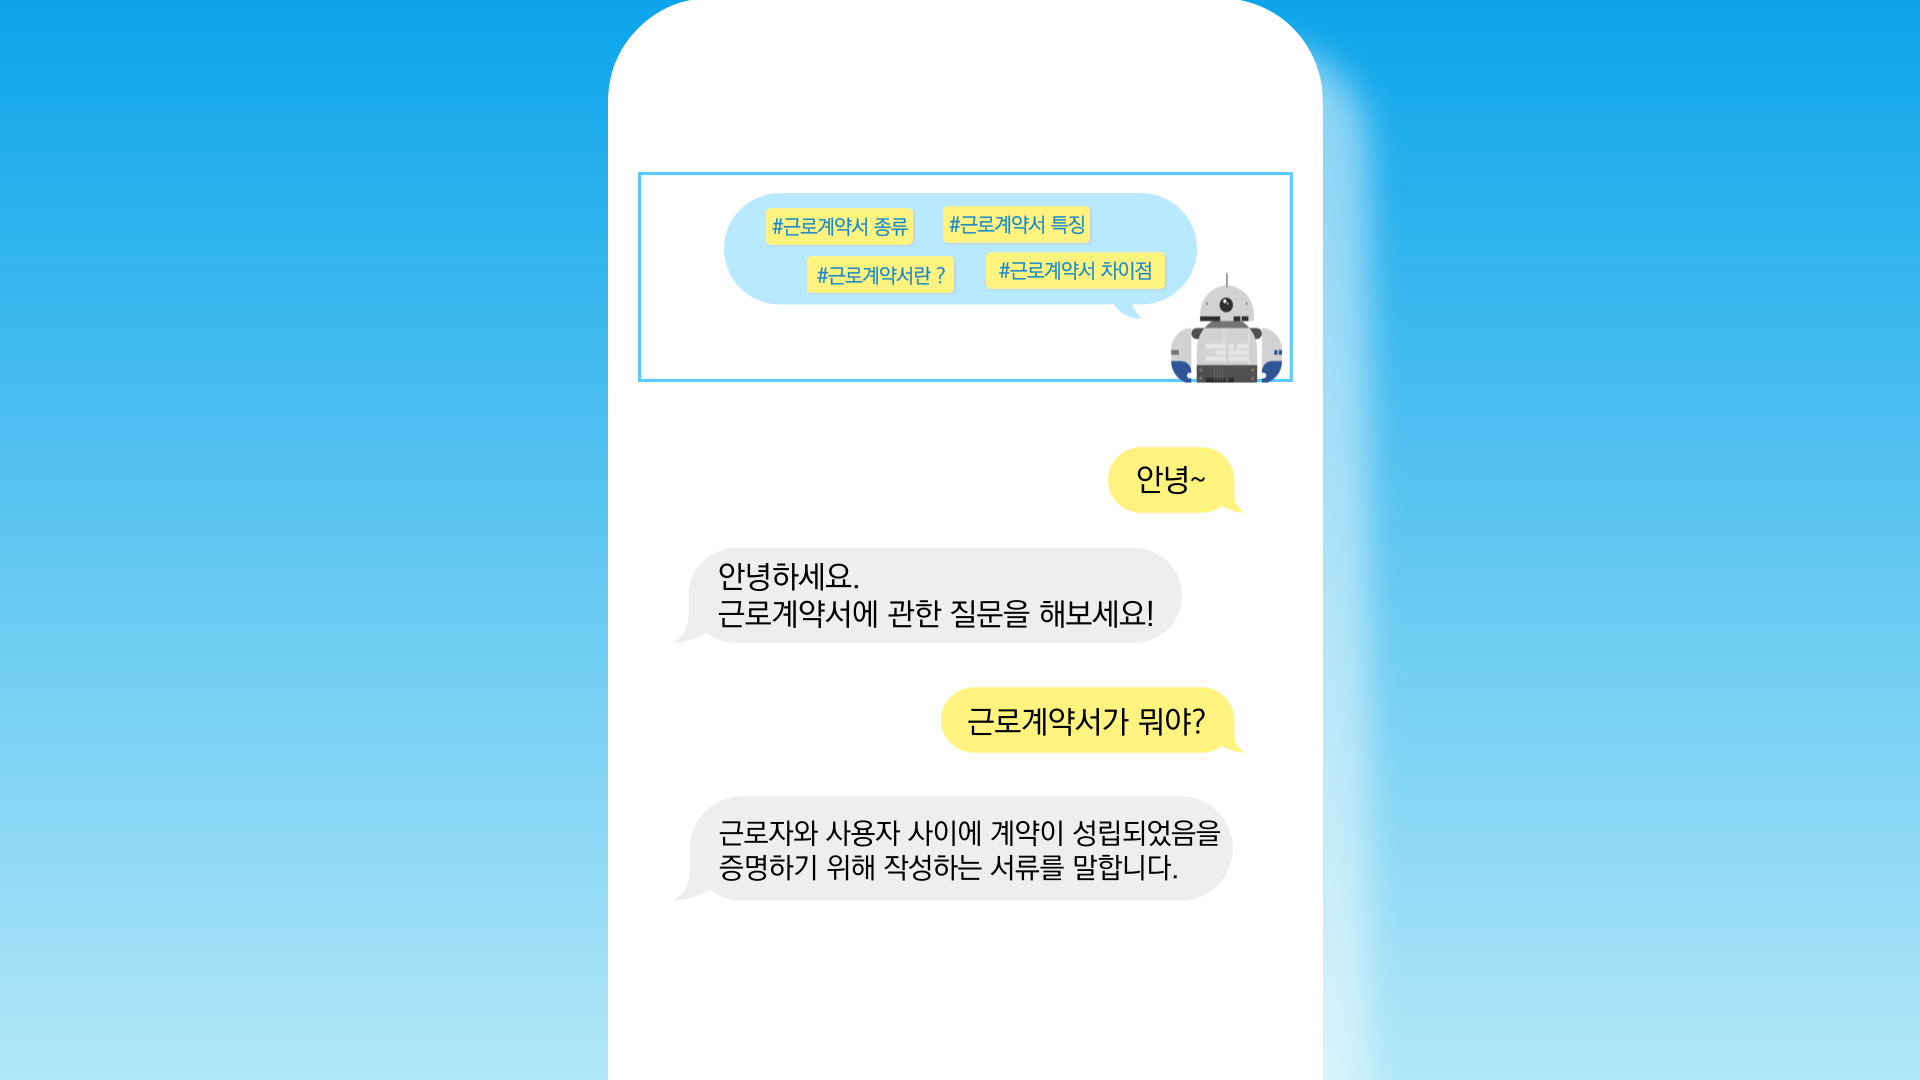 #근로계약서 종류
#근로계약서 특징
#근로계약서란 ?
#근로계약서 차이점
안녕~
안녕하세요.
근로계약서에 관한 질문을 해보세요!
근로계약서가 뭐야?
근로자와 사용자 사이에 계약이 성립되었음을
증명하기 위해 작성하는 서류를 말합니다.